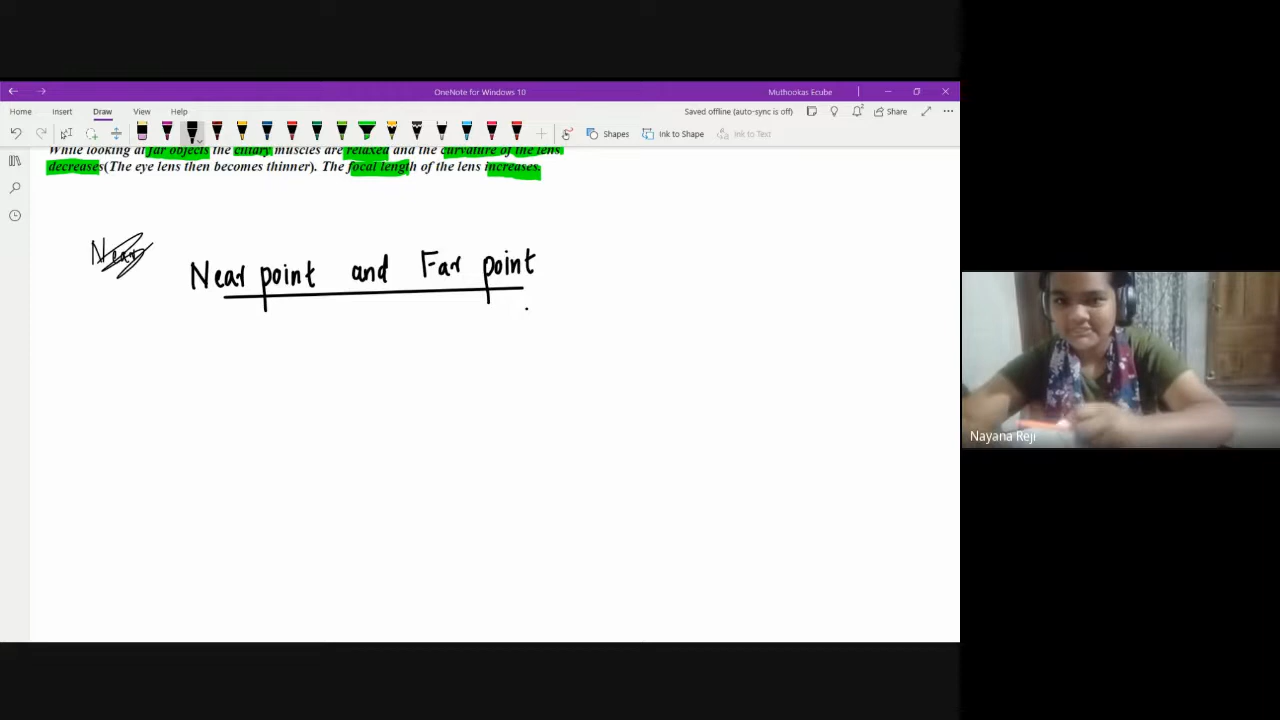 OneNote for Windows 10
Muthookas Ecube
Home Insert Draw View Help
Saved offline (auto-sync is off)
Share
Shapes
Ink to Shape
Ink to Text
While looking at far objects the ciliary muscles are relaxed and the curvature of the lens
decreases(The eye lens then becomes thinner). The focal length of the lens increases.
Near
Near point and Far point
Nayana Reji